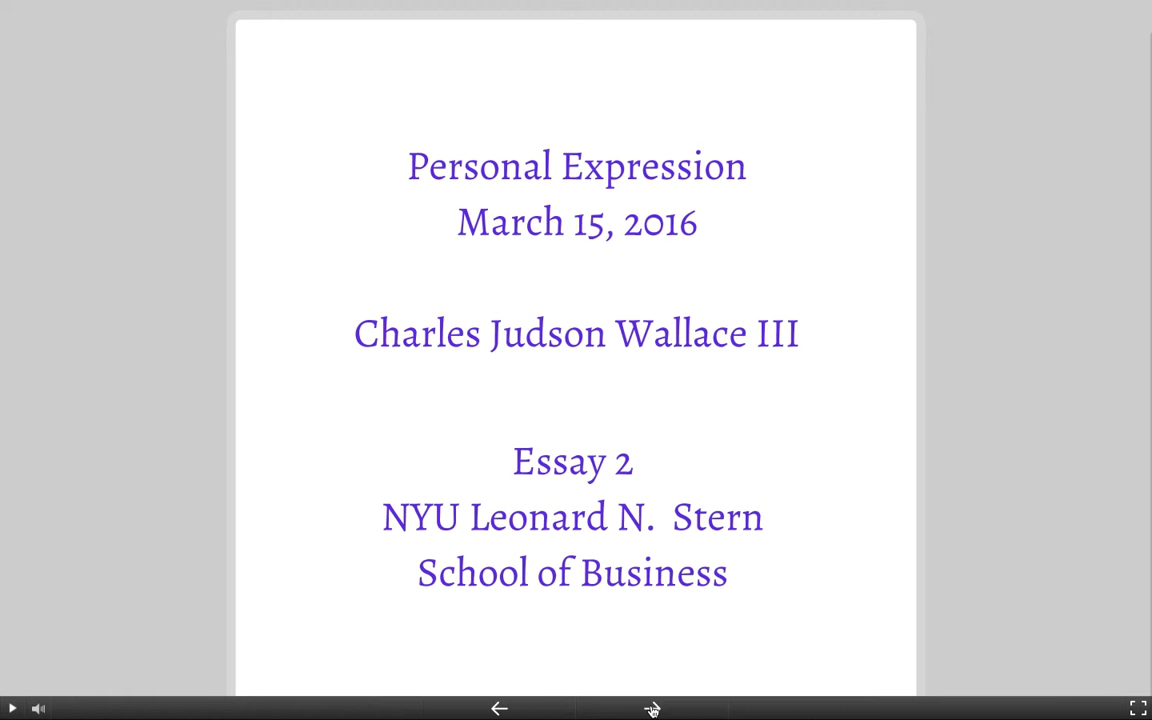 Personal Expression
March 15, 2016
Charles Judson Wallace III
Essay 2
NYU Leonard N.  Stern
School of Business